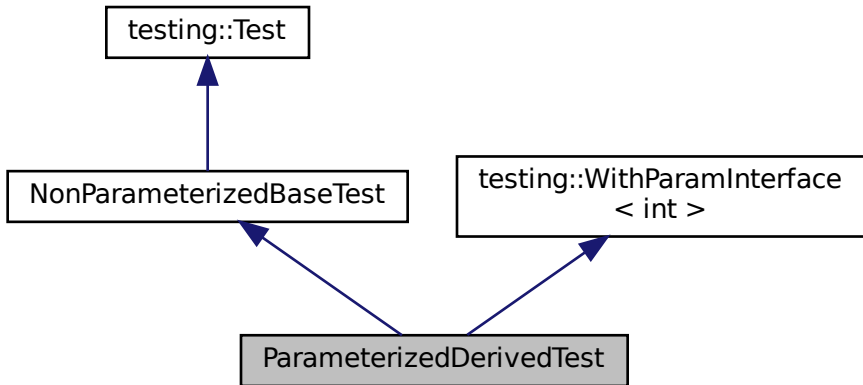 testing::Test
NonParameterizedBaseTest
testing::WithParamInterface
< int >
ParameterizedDerivedTest